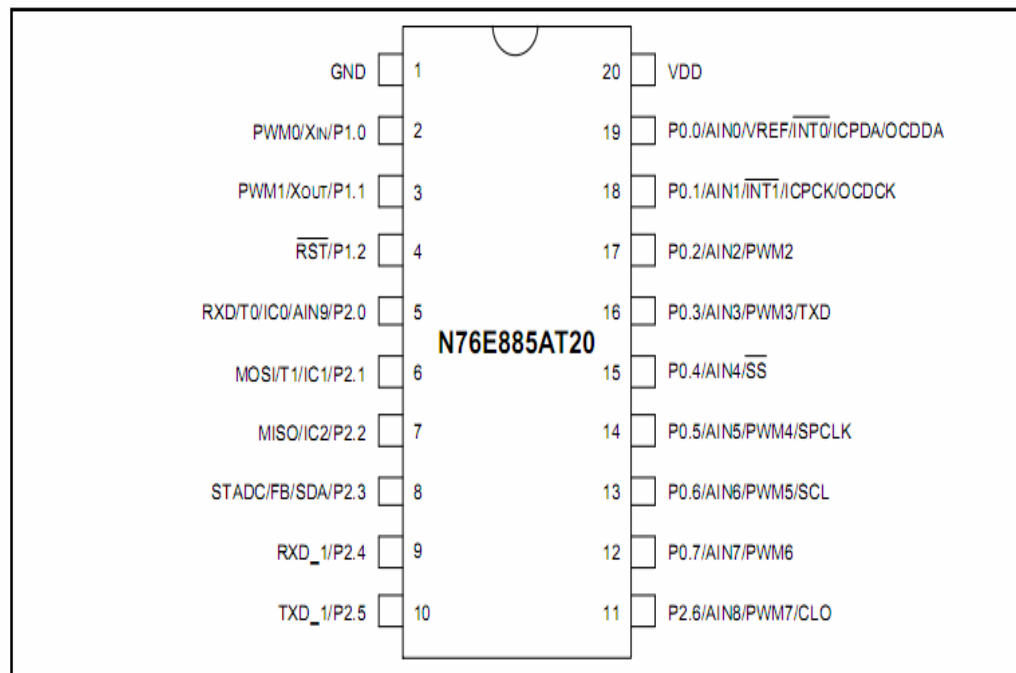 GND 1 20 VDD
PWM0/XIN/P1.0 2 19 P0.0/AIN0/VREF/INT0/ICPDA/OCDDA
PWM1/XOUT/P1.1 3 18 P0.1/AIN1/INT1/ICPCK/OCDCK
RST/P1.2 4 17 P0.2/AIN2/PWM2
RXD/T0/IC0/AIN9/P2.0 5 16 P0.3/AIN3/PWM3/TXD
N76E885AT20
MOSI/T1/IC1/P2.1 6 15 P0.4/AIN4/SS
MISO/IC2/P2.2 7 14 P0.5/AIN5/PWM4/SPCLK
STADC/FB/SDA/P2.3 8 13 P0.6/AIN6/PWM5/SCL
RXD_1/P2.4 9 12 P0.7/AIN7/PWM6
TXD_1/P2.5 10 11 P2.6/AIN8/PWM7/CLO